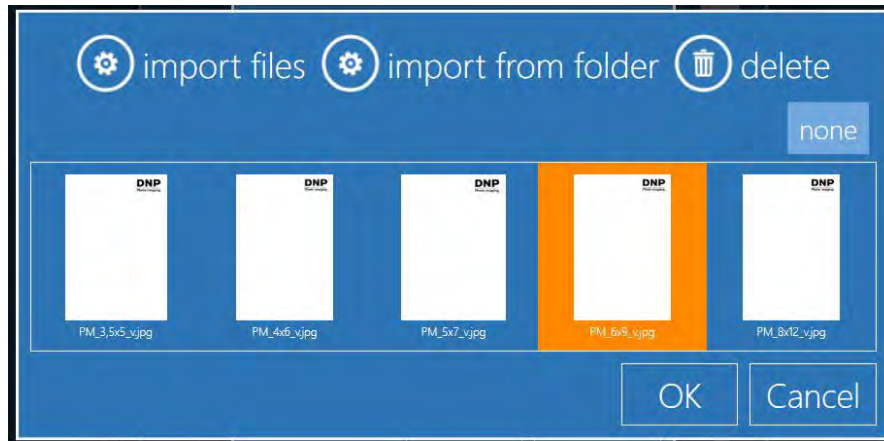 import files import from folder delete
none
DNP DNP DNP DNP DNP
PM_3,5x5_v.jpg PM_4x6_v.jpg PM_5x7_v.jpg PM_6x9_v.jpg PM_8x12_v.jpg
OK Cancel